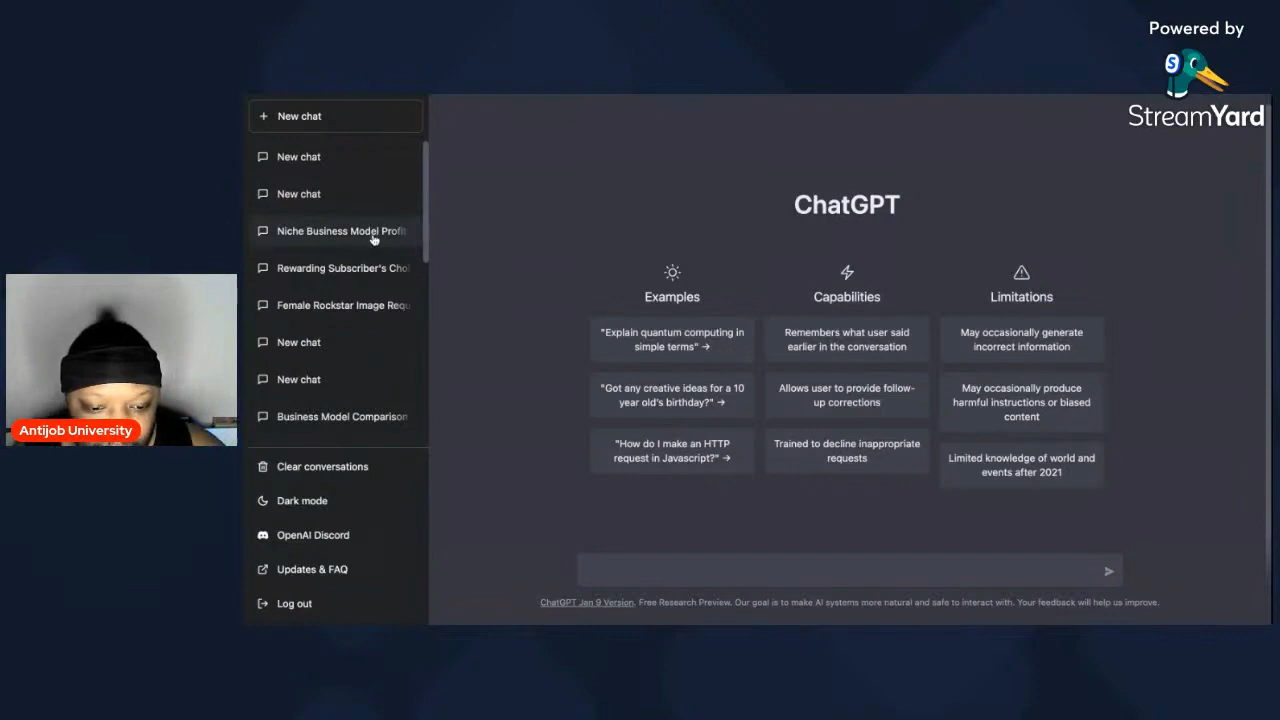 Powered by
S
StreamYard
+ New chat
New chat
New chat
Niche Business Model Profit
Rewarding Subscriber's Choi
Female Rockstar Image Requ
New chat
New chat
Business Model Comparison
Clear conversations
Dark mode
OpenAI Discord
Updates & FAQ
Log out
ChatGPT
Examples
"Explain quantum computing in
simple terms" →
"Got any creative ideas for a 10
year old's birthday?" →
"How do I make an HTTP
request in Javascript?" →
Capabilities
Remembers what user said
earlier in the conversation
Allows user to provide follow-
up corrections
Trained to decline inappropriate
requests
Limitations
May occasionally generate
incorrect information
May occasionally produce
harmful instructions or biased
content
Limited knowledge of world and
events after 2021
ChatGPT Jan 9 Version. Free Research Preview. Our goal is to make AI systems more natural and safe to interact with. Your feedback will help us improve.
Antijob University